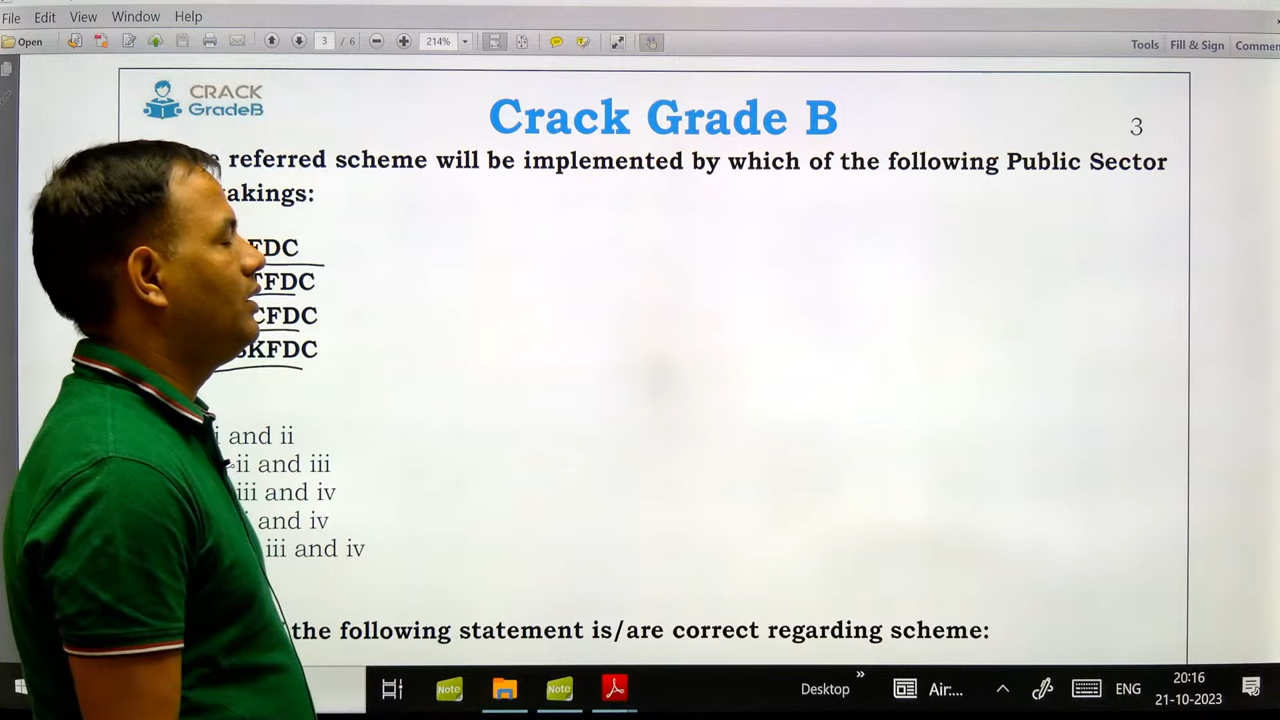 File Edit View Window Help
Open 3 / 6 214% Tools Fill & Sign Commen
CRACK
GradeB
Crack Grade B
3
referred scheme will be implemented by which of the following Public Sector
akings:
FDC
FDC
CFDC
SKFDC
i and ii
ii and iii
iii and iv
and iv
iii and iv
the following statement is/are correct regarding scheme:
Note Note Desktop » Air:... ENG 20:16
21-10-2023